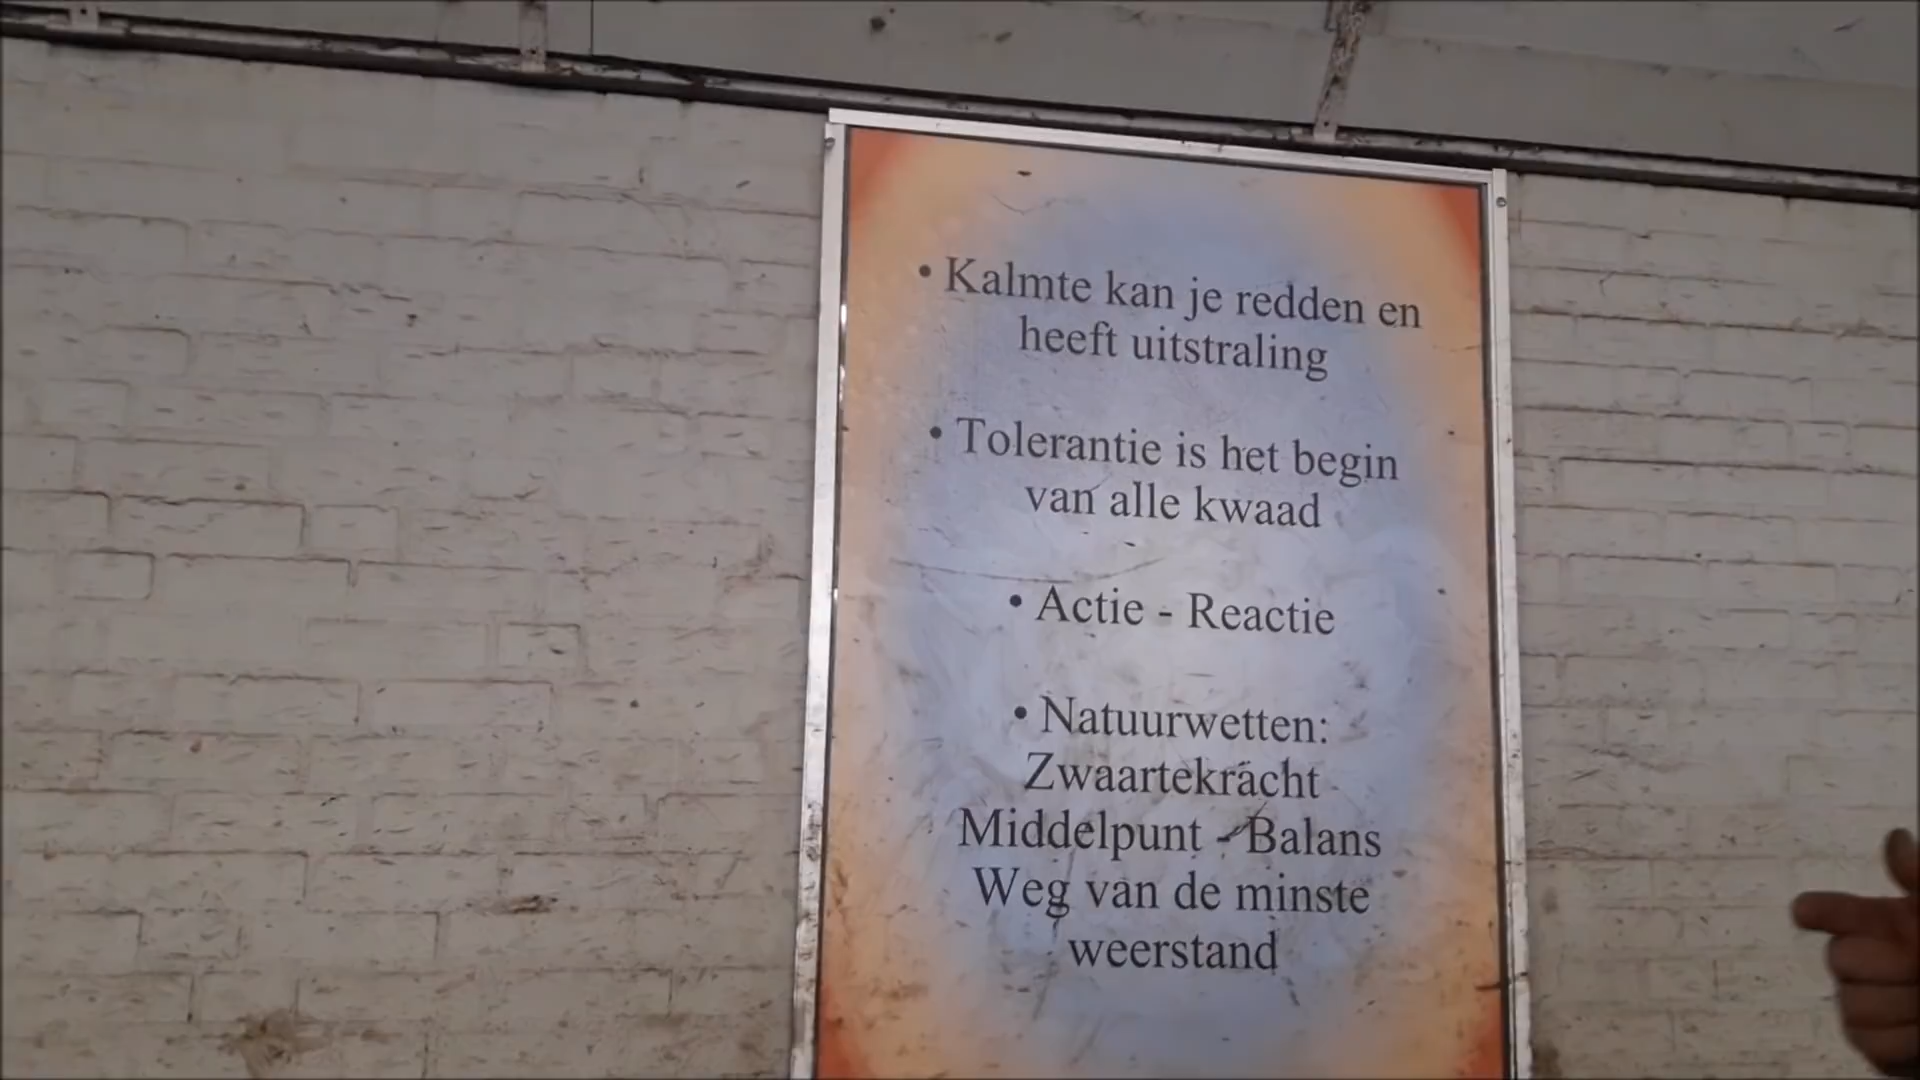 • Kalmte kan je redden en
heeft uitstraling
• Tolerantie is het begin
van alle kwaad
• Actie - Reactie
• Natuurwetten:
Zwaartekracht
Middelpunt - Balans
Weg van de minste
weerstand